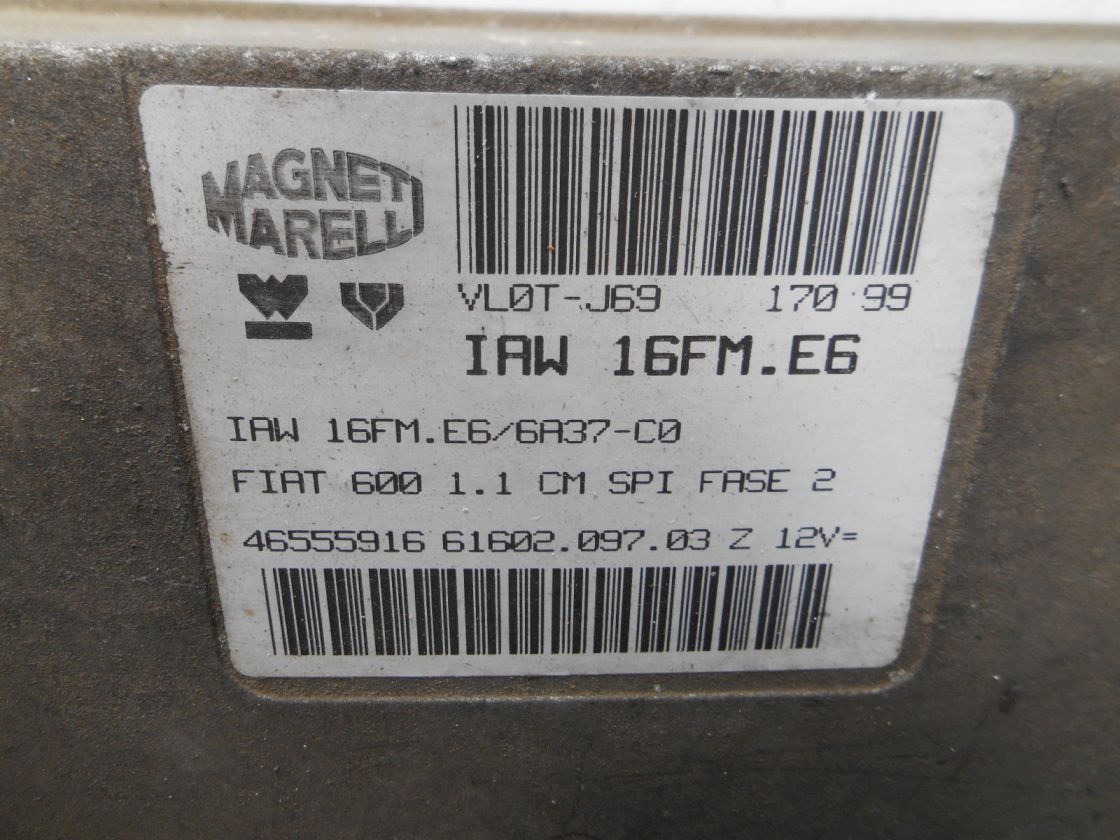 MAGNETI
MARELLI
VL0T-J69 170 99
IAW 16FM.E6
IAW 16FM.E6/6A37-C0
FIAT 600 1.1 CM SPI FASE 2
46555916 61602.097.03 Z 12V=